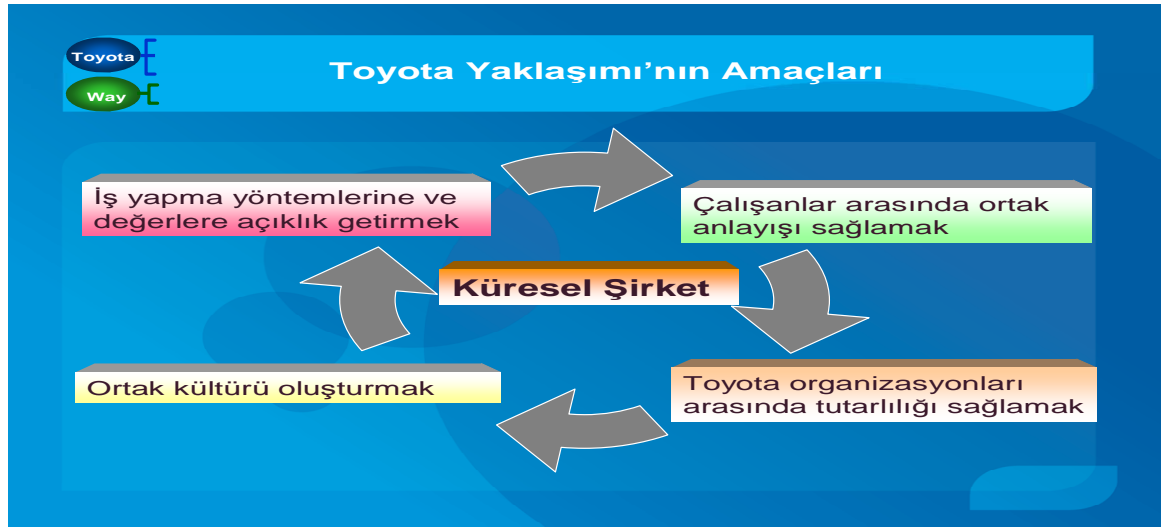 Toyota
Way
Toyota Yaklaşımı’nın Amaçları
İş yapma yöntemlerine ve
değerlere açıklık getirmek
Çalışanlar arasında ortak
anlayışı sağlamak
Küresel Şirket
Ortak kültürü oluşturmak
Toyota organizasyonları
arasında tutarlılığı sağlamak